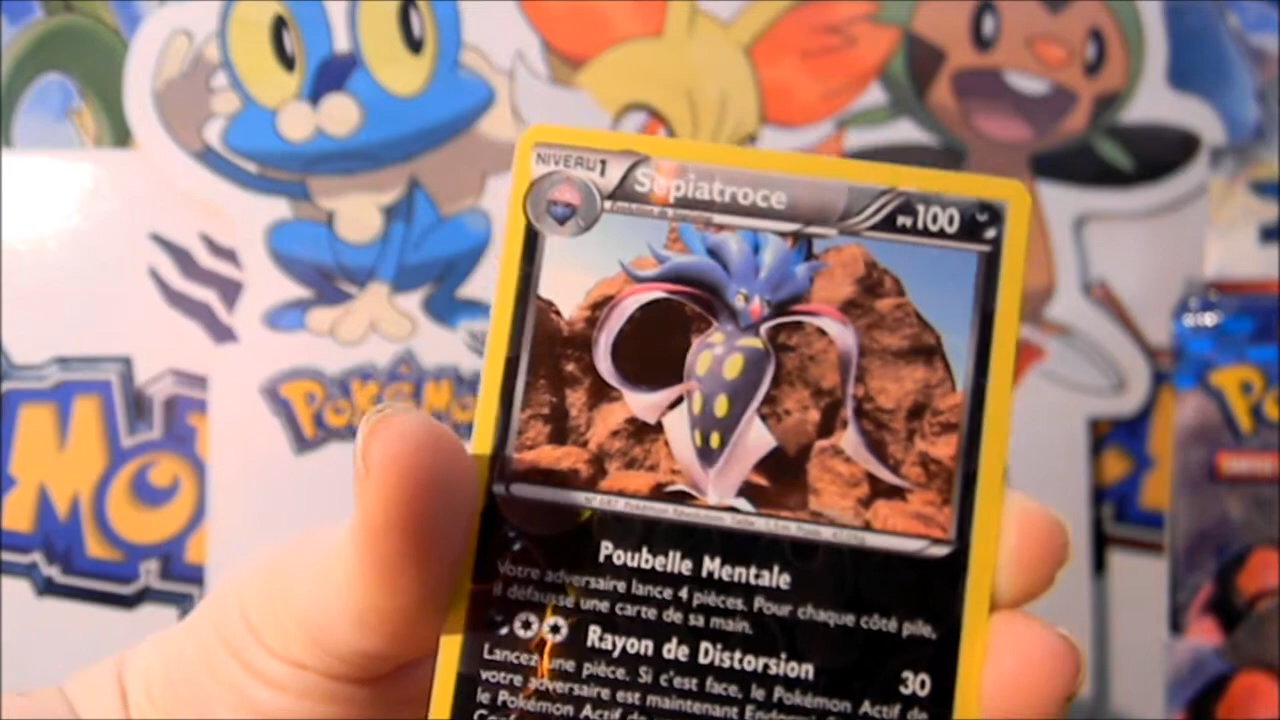 NIVEAU 1
Sepiatroce
PV 100
Poubelle Mentale
Votre adversaire lance 4 pièces. Pour chaque côté pile,
il défausse une carte de sa main.
Rayon de Distorsion
30
Lancez une pièce. Si c'est face, le Pokémon Actif de
votre adversaire est maintenant
le Pokémon Actif de
POKéMON